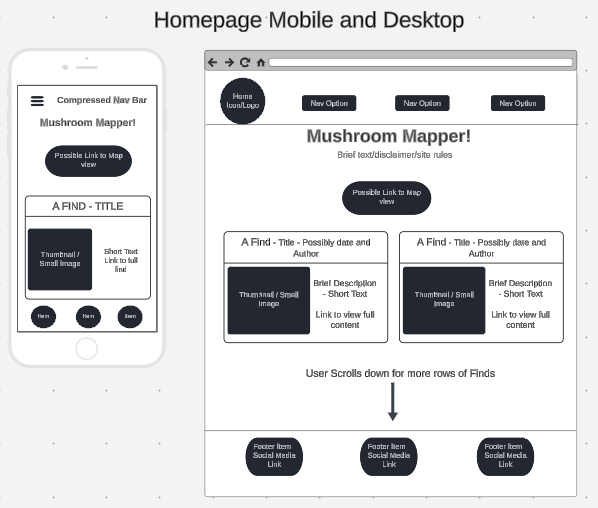 Homepage Mobile and Desktop
Compressed Nav Bar
Mushroom Mapper!
Possible Link to Map
view
A FIND - TITLE
Thumbnail /
Small Image
Short Text
Link to full
find
Item
Item
Item
Home
Icon/Logo
Nav Option
Nav Option
Nav Option
Mushroom Mapper!
Brief text/disclaimer/site rules
Possible Link to Map
view
A Find - Title - Possibly date and
Author
Thumbnail / Small
Image
Brief Description
- Short Text
Link to view full
content
A Find - Title - Possibly date and
Author
Thumbnail / Small
Image
Brief Description
- Short Text
Link to view full
content
User Scrolls down for more rows of Finds
Footer Item
Social Media
Link
Footer Item
Social Media
Link
Footer Item
Social Media
Link